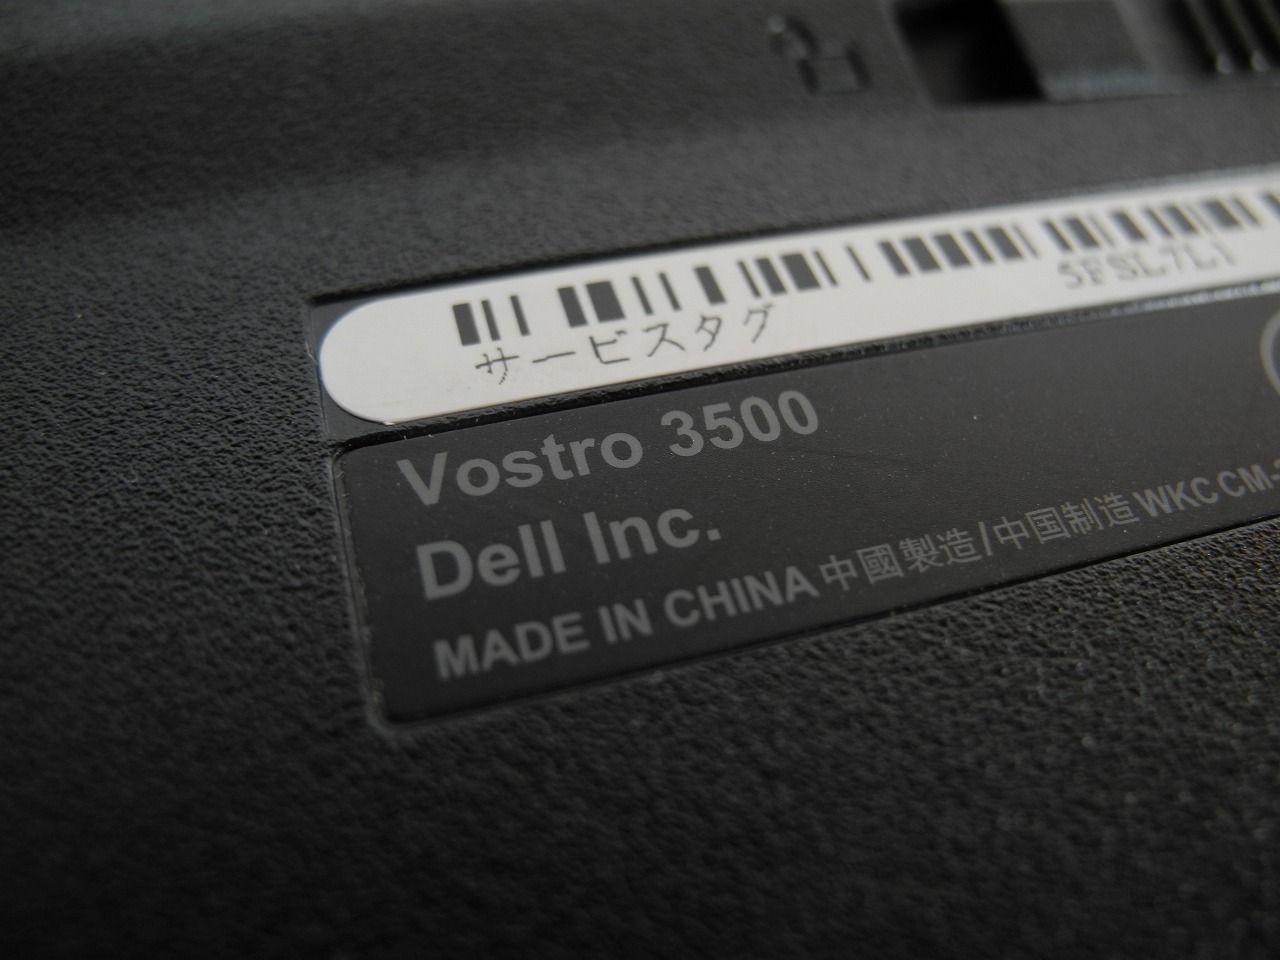 5FSL7L1
サービスタグ
Vostro 3500
Dell Inc.
MADE IN CHINA 中國製造/中国制造 WKC CM-